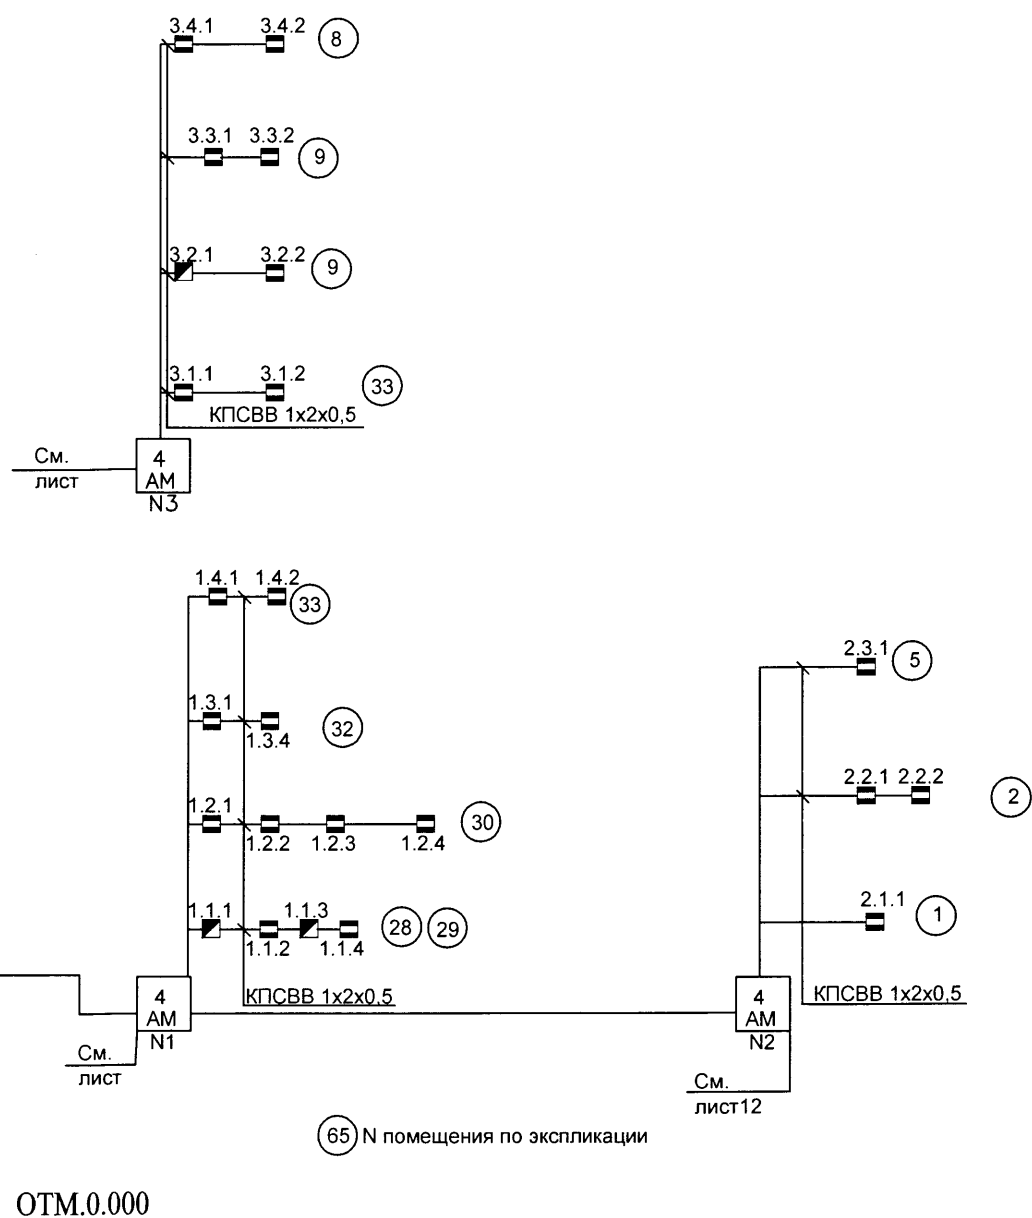 3.4.1 3.4.2 8
3.3.1 3.3.2 9
3.2.1 3.2.2 9
3.1.1 3.1.2 33
КПСВВ 1х2х0,5
См.
лист
4
АМ
N3
1.4.1 1.4.2 33
1.3.1
1.3.4 32
1.2.1
1.2.2 1.2.3 1.2.4 30
1.1.1 1.1.3
1.1.2 1.1.4 28 29
КПСВВ 1х2х0,5
4
АМ
N1
См.
лист
2.3.1 5
2.2.1 2.2.2 2
2.1.1 1
КПСВВ 1х2х0,5
4
АМ
N2
См.
лист12
65 N помещения по экспликации
ОТМ.0.000